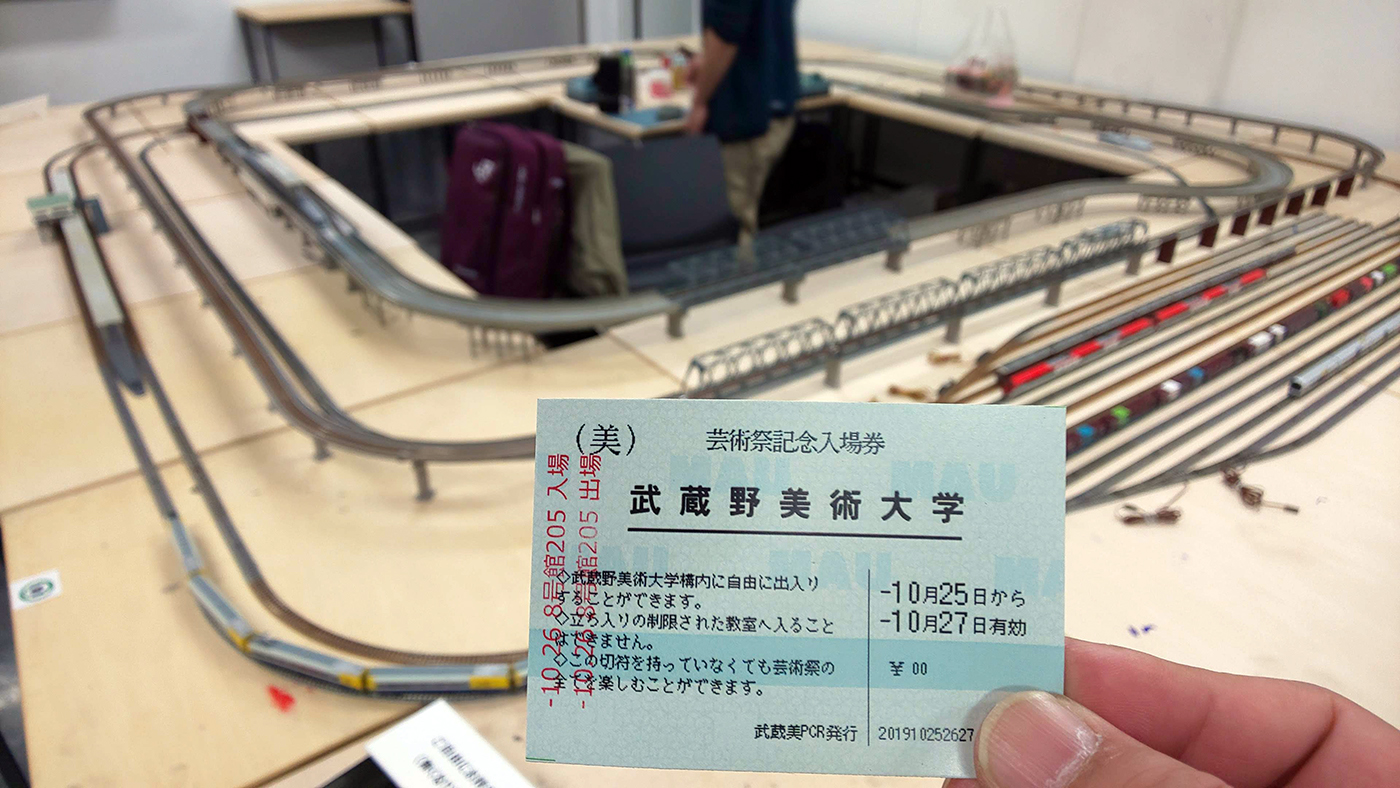 （美）
芸術祭記念入場券
武蔵野美術大学
◇武蔵野美術大学構内に自由に出入り
することができます。
◇立ち入りの制限された教室へ入ること
はできません。
◇この切符を持っていなくても芸術祭の
全てを楽しむことができます。
-10月25日から
-10月27日有効
¥00
武蔵美PCR発行
201910252627
-10.26 8号館205 入場
-10.26 8号館205 出場